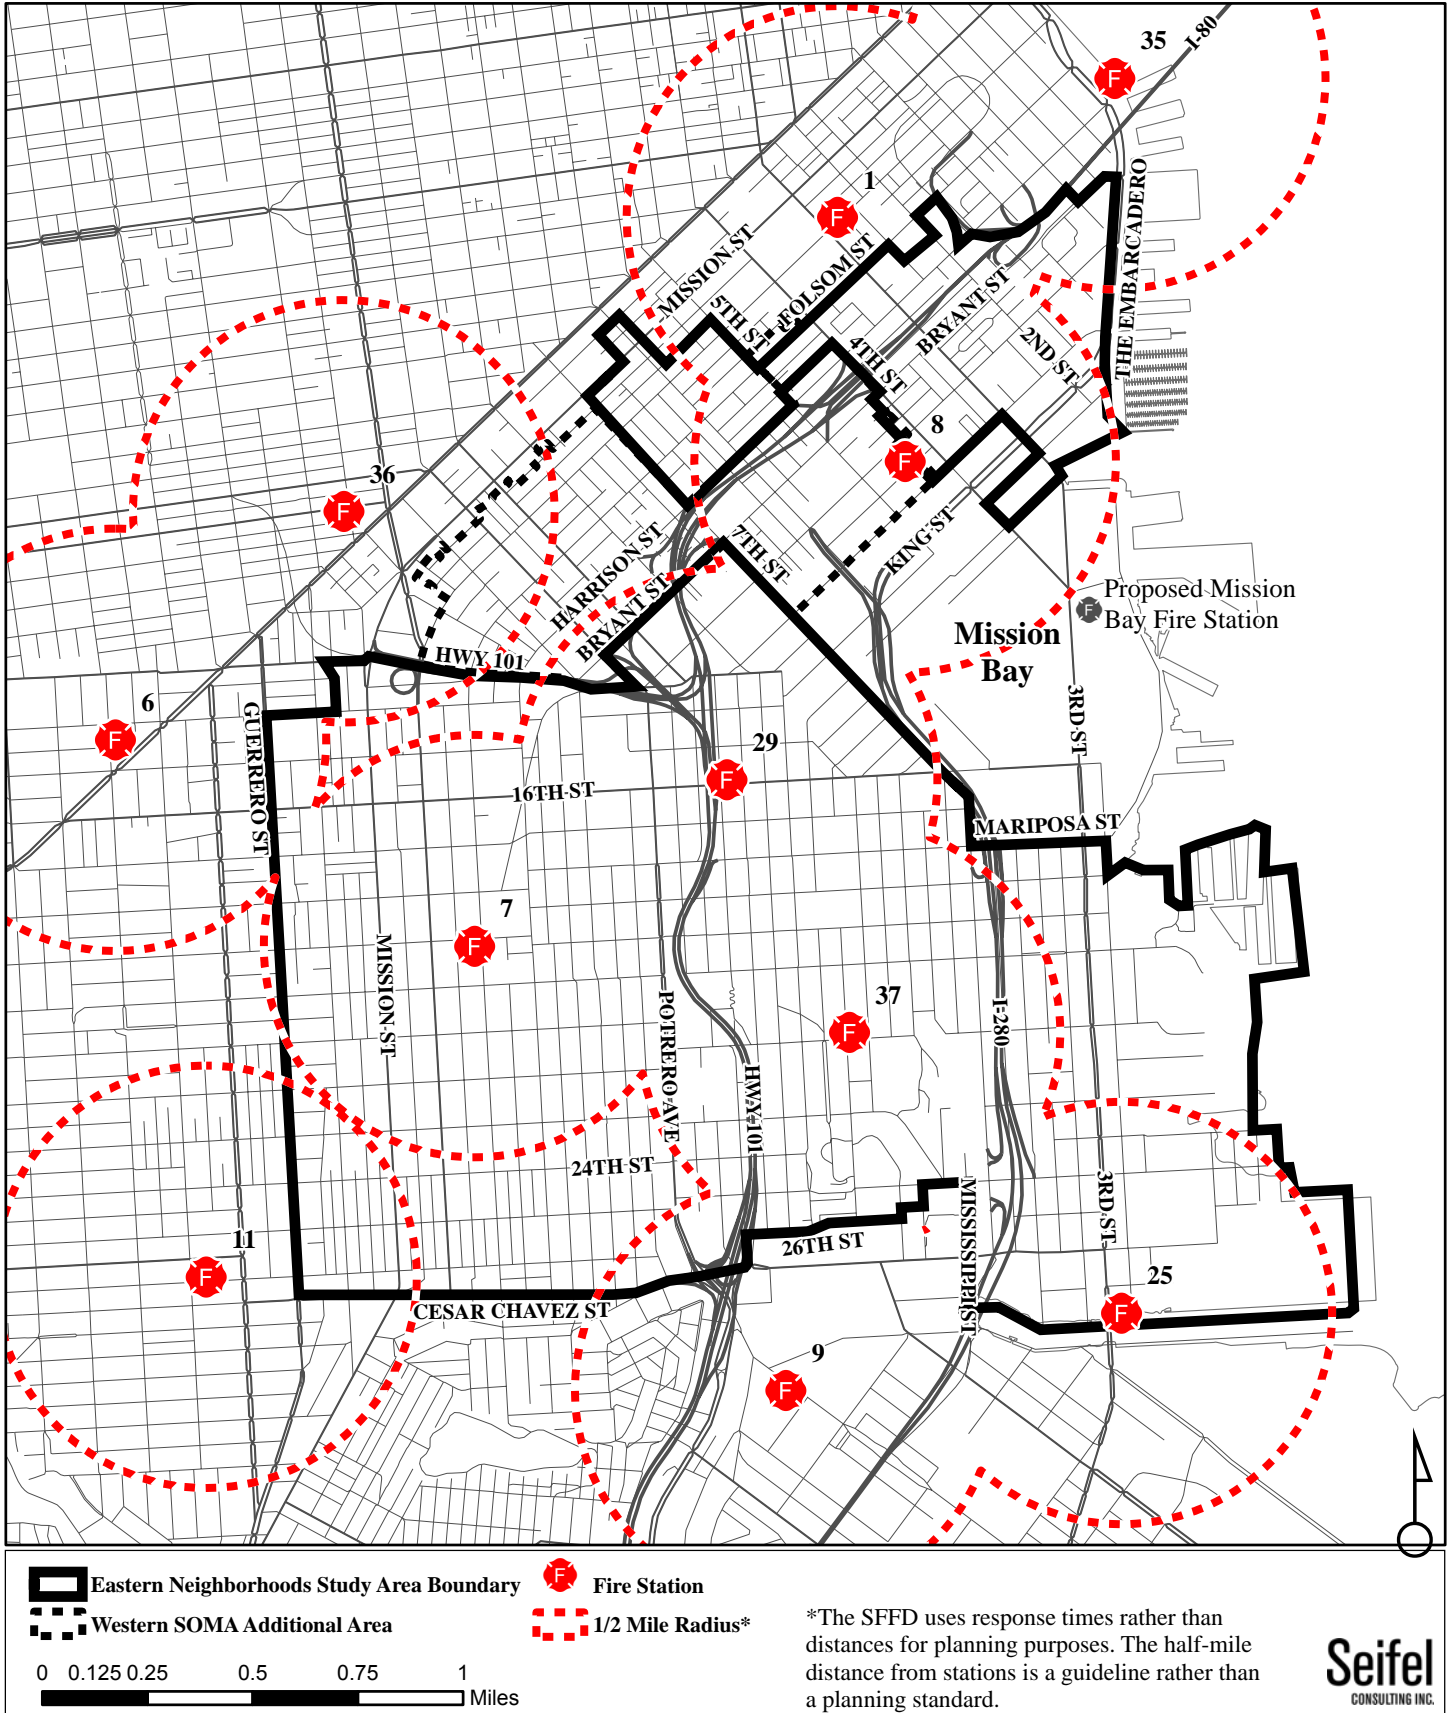 I-80
35
1
THE EMBARCADERO
MISSION ST
FOLSOM ST
5TH ST
BRYANT ST
4TH ST
2ND ST
8
36
7TH ST
KING ST
HARRISON ST
BRYANT ST
Proposed Mission
Bay Fire Station
Mission
Bay
HWY 101
6
GUERRERO ST
3RD ST
29
16TH ST
MARIPOSA ST
7
MISSION ST
37
POTRERO AVE
I-280
HWY 101
24TH ST
3RD ST
MISSISSIPPI ST
11
26TH ST
25
CESAR CHAVEZ ST
9
F
F
F
F
F
F
F
F
F
F
F
F
Eastern Neighborhoods Study Area Boundary
F
Fire Station
Western SOMA Additional Area
1/2 Mile Radius*
*The SFFD uses response times rather than
distances for planning purposes. The half-mile
distance from stations is a guideline rather than
a planning standard.
0 0.125 0.25 0.5 0.75 1
Miles
Seifel
CONSULTING INC.